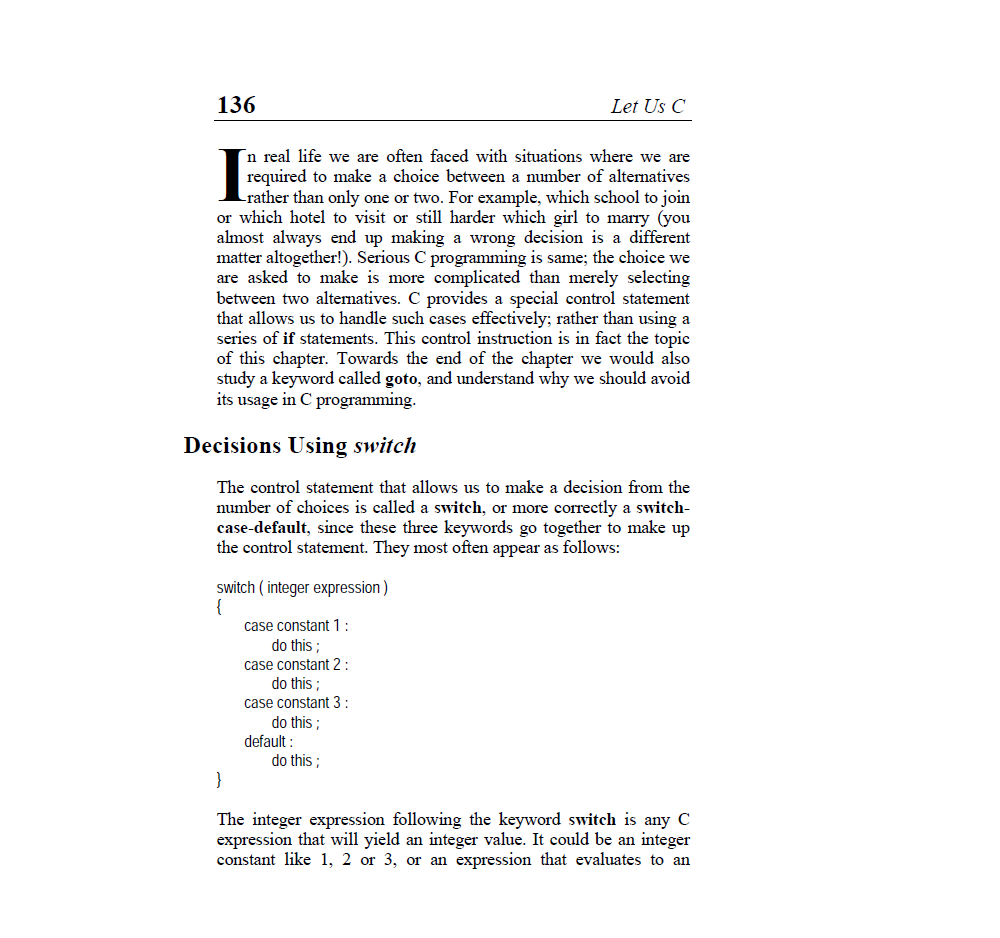 136 Let Us C
In real life we are often faced with situations where we are
required to make a choice between a number of alternatives
rather than only one or two. For example, which school to join
or which hotel to visit or still harder which girl to marry (you
almost always end up making a wrong decision is a different
matter altogether!). Serious C programming is same; the choice we
are asked to make is more complicated than merely selecting
between two alternatives. C provides a special control statement
that allows us to handle such cases effectively; rather than using a
series of if statements. This control instruction is in fact the topic
of this chapter. Towards the end of the chapter we would also
study a keyword called goto, and understand why we should avoid
its usage in C programming.
Decisions Using switch
The control statement that allows us to make a decision from the
number of choices is called a switch, or more correctly a switch-
case-default, since these three keywords go together to make up
the control statement. They most often appear as follows:
switch ( integer expression )
{
case constant 1 :
do this ;
case constant 2 :
do this ;
case constant 3 :
do this ;
default :
do this ;
}
The integer expression following the keyword switch is any C
expression that will yield an integer value. It could be an integer
constant like 1, 2 or 3, or an expression that evaluates to an